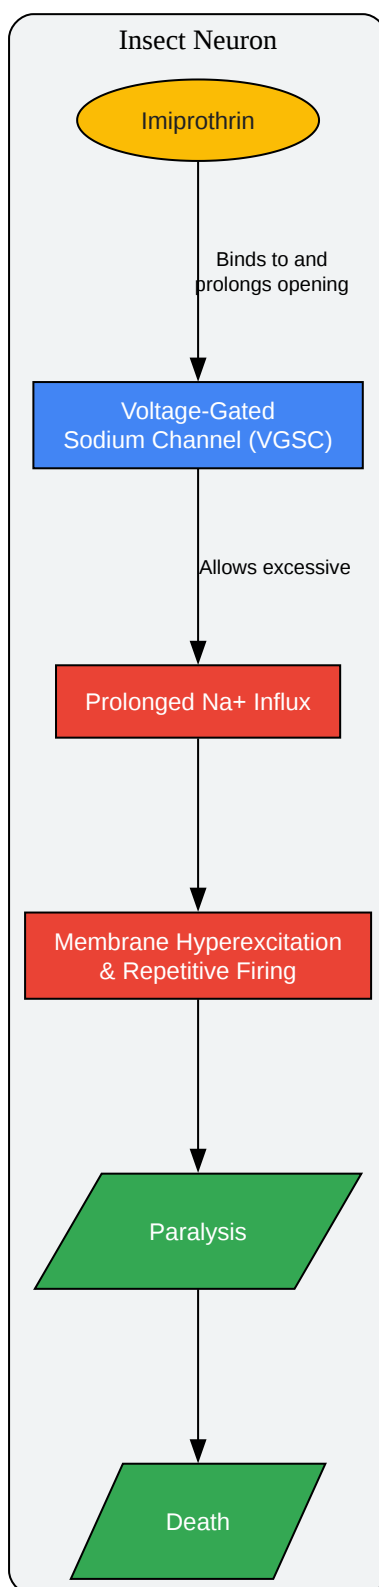 Insect Neuron
Imiprothrin
Binds to and
prolongs opening
Voltage-Gated
Sodium Channel (VGSC)
Allows excessive
Prolonged Na+ Influx
Membrane Hyperexcitation
& Repetitive Firing
Paralysis
Death